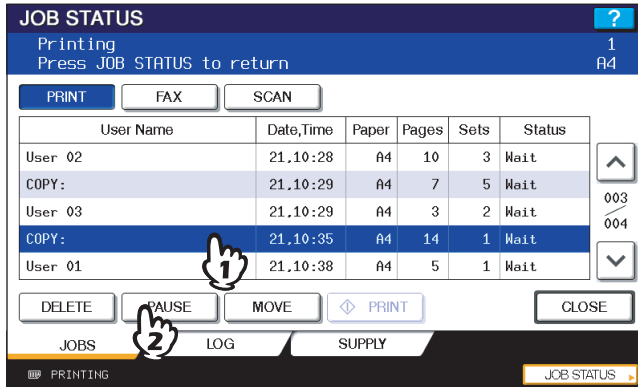 JOB STATUS ?
Printing 1
Press JOB STATUS to return A4
PRINT FAX SCAN
User Name Date,Time Paper Pages Sets Status
User 02 21,10:28 A4 10 3 Wait
COPY: 21,10:29 A4 7 5 Wait
User 03 21,10:29 A4 3 2 Wait
003
004
COPY: 21,10:35 A4 14 1 Wait
1
User 01 21,10:38 A4 5 1 Wait
DELETE PAUSE MOVE PRINT CLOSE
2
JOBS LOG SUPPLY
PRINTING JOB STATUS